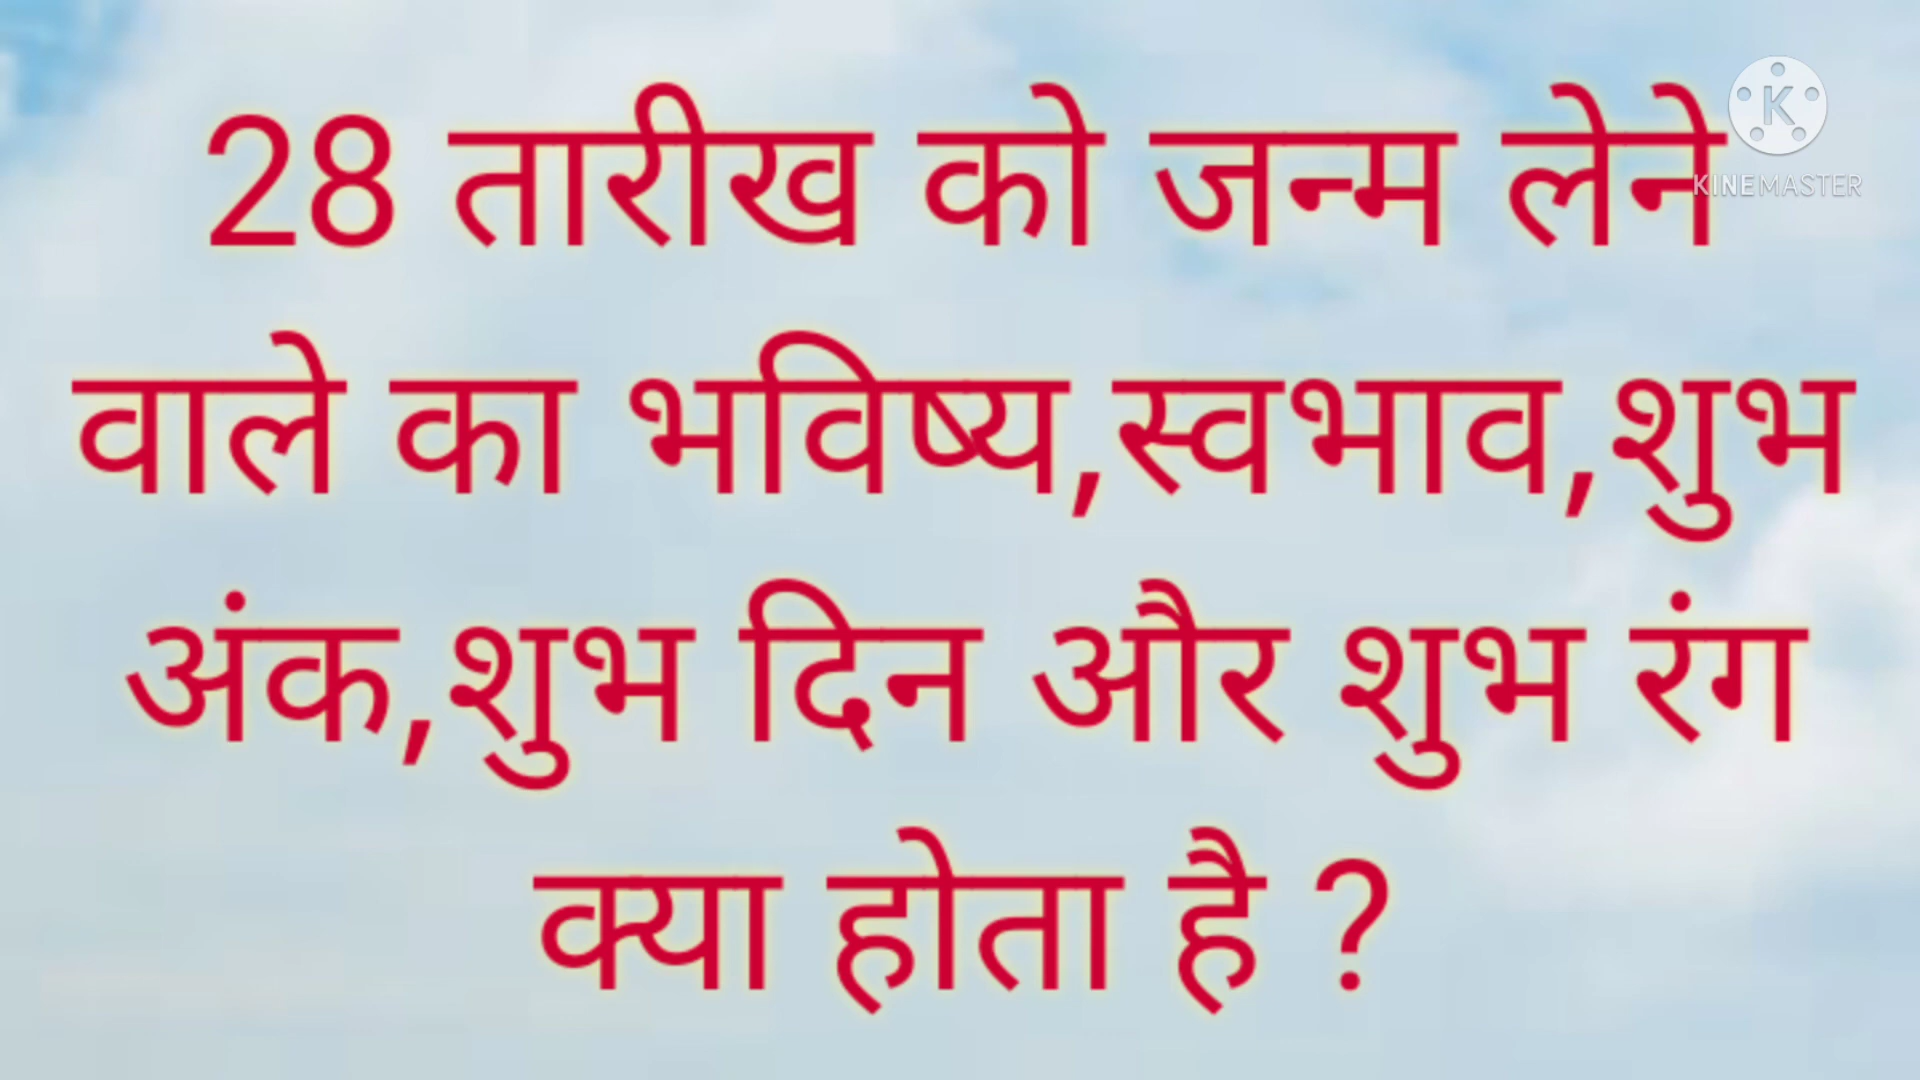 28 तारीख को जन्म लेने
वाले का भविष्य,स्वभाव,शुभ
अंक,शुभ दिन और शुभ रंग
क्या होता है ?
K
KINEMASTER